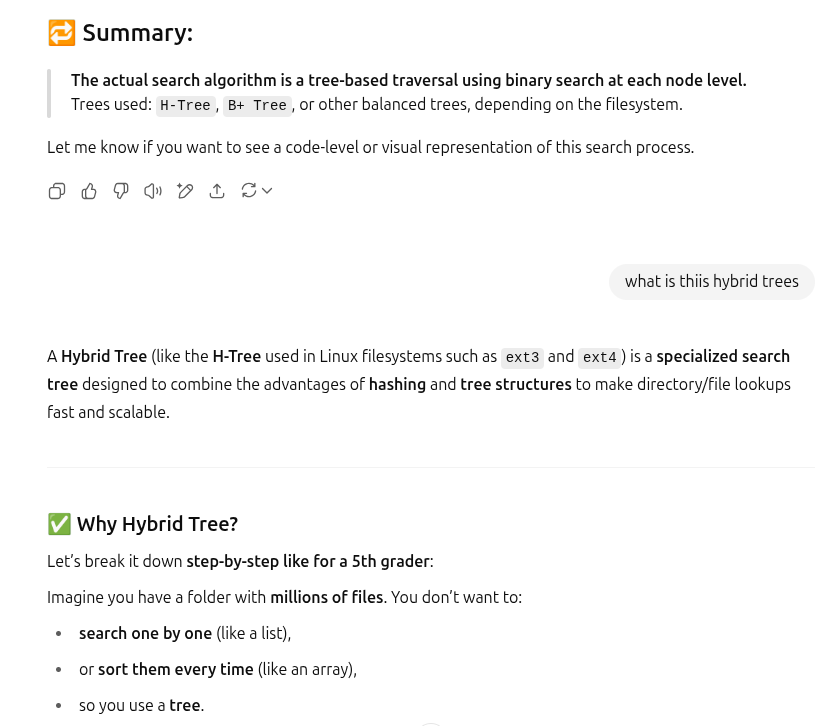 🔁 Summary:
The actual search algorithm is a tree-based traversal using binary search at each node level.
Trees used: H-Tree, B+ Tree, or other balanced trees, depending on the filesystem.
Let me know if you want to see a code-level or visual representation of this search process.
what is thiis hybrid trees
A Hybrid Tree (like the H-Tree used in Linux filesystems such as ext3 and ext4) is a specialized search
tree designed to combine the advantages of hashing and tree structures to make directory/file lookups
fast and scalable.
✅ Why Hybrid Tree?
Let’s break it down step-by-step like for a 5th grader:
Imagine you have a folder with millions of files. You don’t want to:
• search one by one (like a list),
• or sort them every time (like an array),
• so you use a tree.